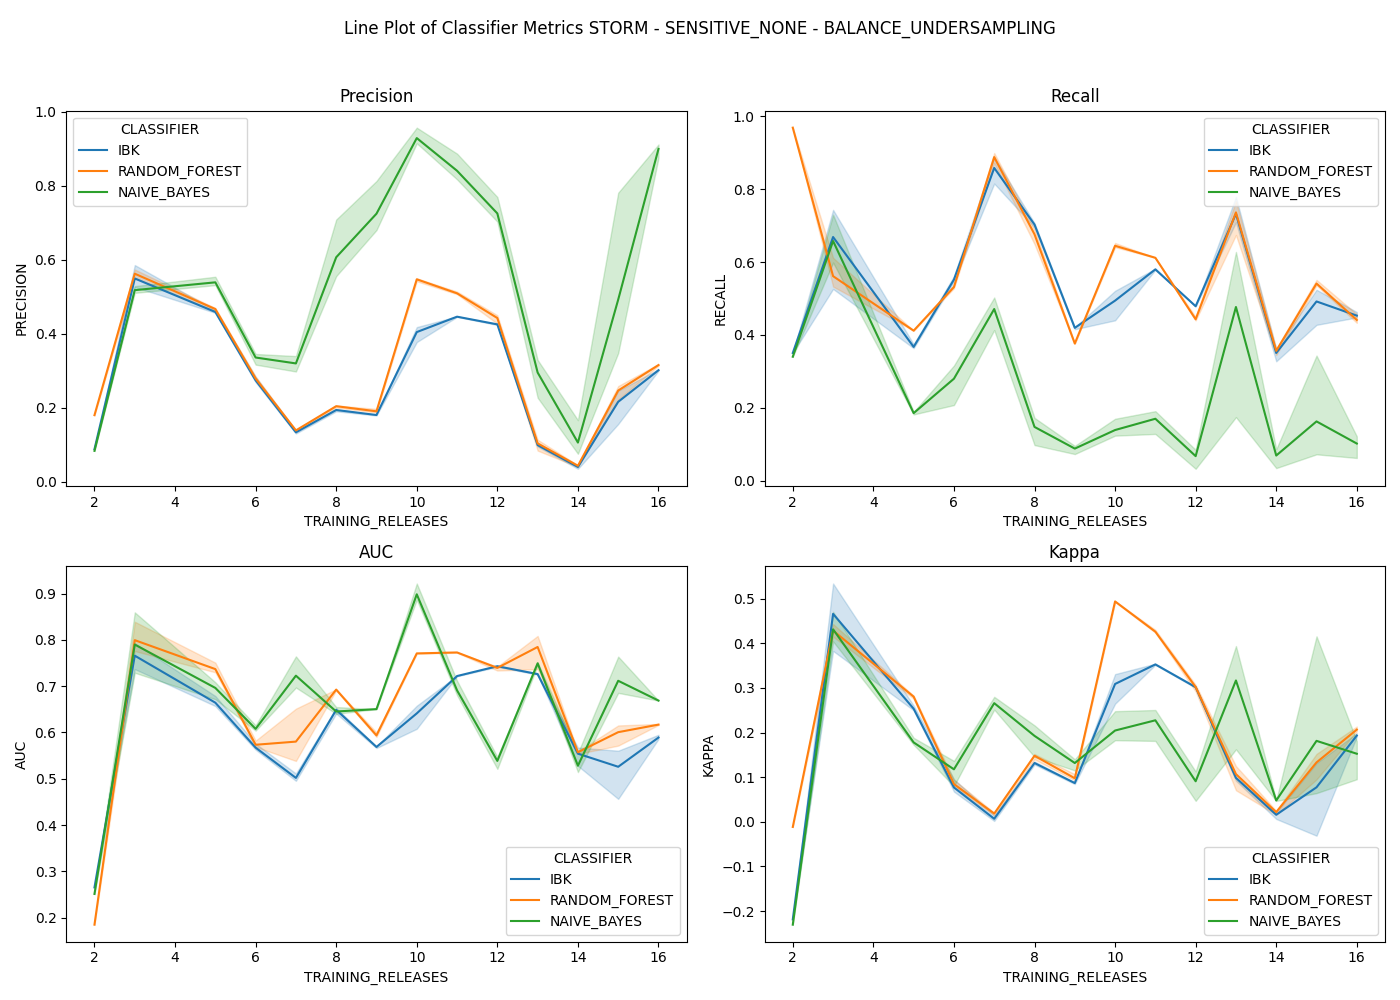 Line Plot of Classifier Metrics STORM - SENSITIVE_NONE - BALANCE_UNDERSAMPLING
Precision
1.0
0.8
0.6
0.4
0.2
0.0
PRECISION
CLASSIFIER
IBK
RANDOM_FOREST
NAIVE_BAYES
2 4 6 8 10 12 14 16
TRAINING_RELEASES
Recall
1.0
0.8
0.6
0.4
0.2
0.0
RECALL
CLASSIFIER
IBK
RANDOM_FOREST
NAIVE_BAYES
2 4 6 8 10 12 14 16
TRAINING_RELEASES
AUC
0.9
0.8
0.7
0.6
0.5
0.4
0.3
0.2
AUC
CLASSIFIER
IBK
RANDOM_FOREST
NAIVE_BAYES
2 4 6 8 10 12 14 16
TRAINING_RELEASES
Kappa
0.5
0.4
0.3
0.2
0.1
0.0
−0.1
−0.2
KAPPA
CLASSIFIER
IBK
RANDOM_FOREST
NAIVE_BAYES
2 4 6 8 10 12 14 16
TRAINING_RELEASES